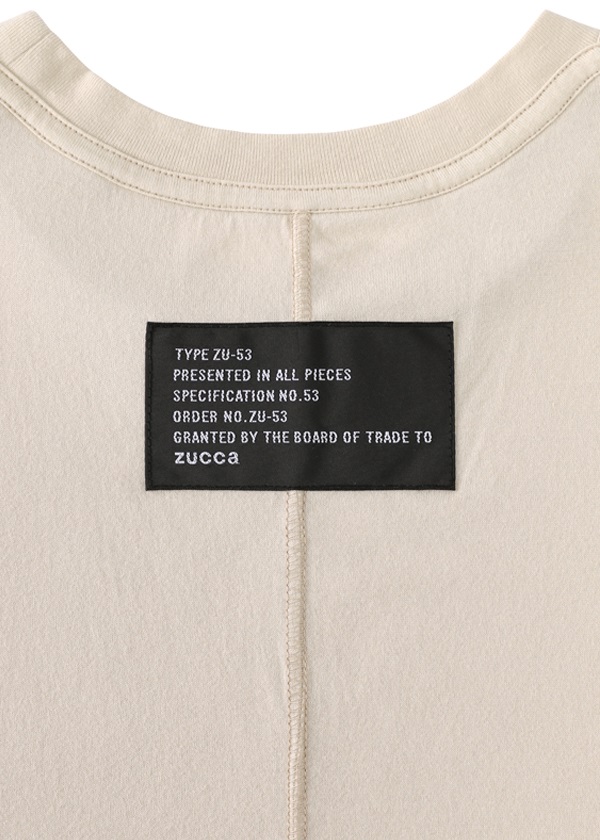 TYPE ZU-53
PRESENTED IN ALL PIECES
SPECIFICATION NO.53
ORDER NO.ZU-53
GRANTED BY THE BOARD OF TRADE TO
zucca